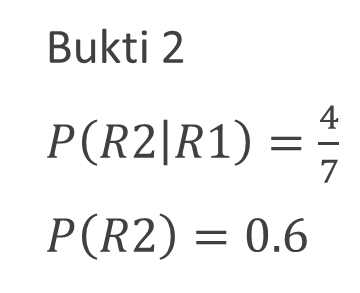 Bukti 2
P(R2|R1) = 4/7
P(R2) = 0.6